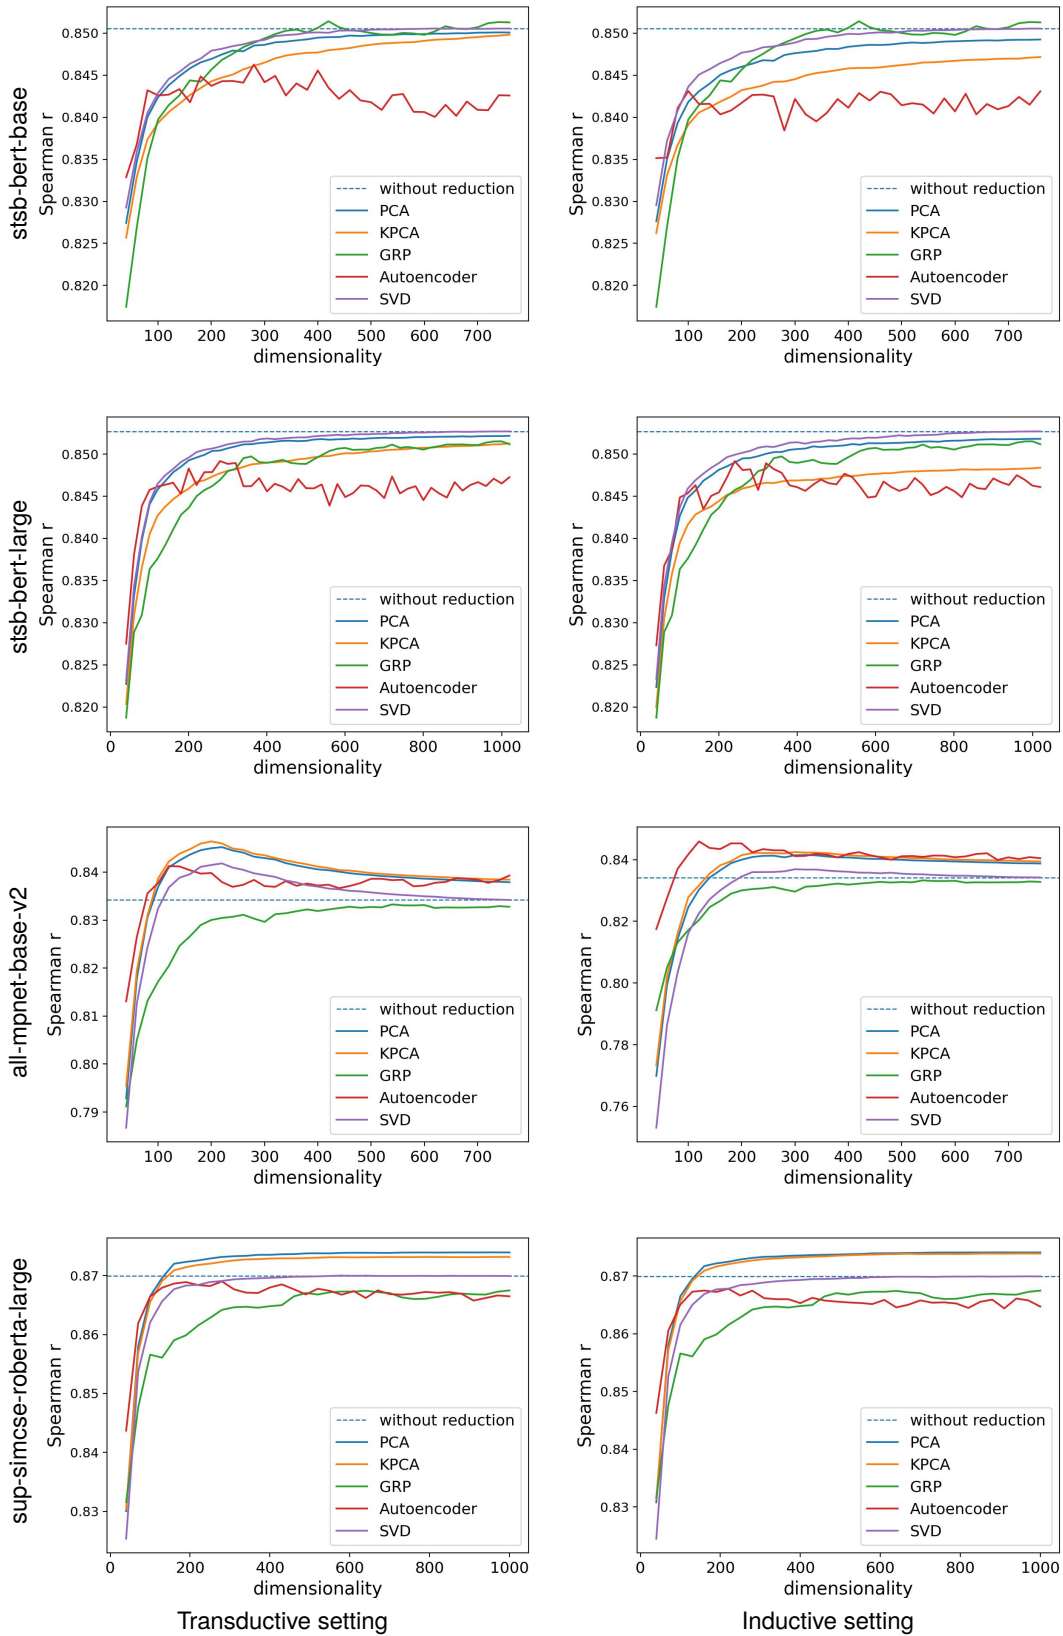 stsb-bert-base
Spearman r
0.850
0.845
0.840
0.835
0.830
0.825
0.820
without reduction
PCA
KPCA
GRP
Autoencoder
SVD
100 200 300 400 500 600 700
dimensionality
Spearman r
0.850
0.845
0.840
0.835
0.830
0.825
0.820
without reduction
PCA
KPCA
GRP
Autoencoder
SVD
100 200 300 400 500 600 700
dimensionality
stsb-bert-large
Spearman r
0.850
0.845
0.840
0.835
0.830
0.825
0.820
without reduction
PCA
KPCA
GRP
Autoencoder
SVD
0 200 400 600 800 1000
dimensionality
Spearman r
0.850
0.845
0.840
0.835
0.830
0.825
0.820
without reduction
PCA
KPCA
GRP
Autoencoder
SVD
0 200 400 600 800 1000
dimensionality
all-mpnet-base-v2
Spearman r
0.84
0.83
0.82
0.81
0.80
0.79
without reduction
PCA
KPCA
GRP
Autoencoder
SVD
100 200 300 400 500 600 700
dimensionality
Spearman r
0.84
0.82
0.80
0.78
0.76
without reduction
PCA
KPCA
GRP
Autoencoder
SVD
100 200 300 400 500 600 700
dimensionality
sup-simcse-roberta-large
Spearman r
0.87
0.86
0.85
0.84
0.83
without reduction
PCA
KPCA
GRP
Autoencoder
SVD
0 200 400 600 800 1000
dimensionality
Spearman r
0.87
0.86
0.85
0.84
0.83
without reduction
PCA
KPCA
GRP
Autoencoder
SVD
0 200 400 600 800 1000
dimensionality
Transductive setting
Inductive setting